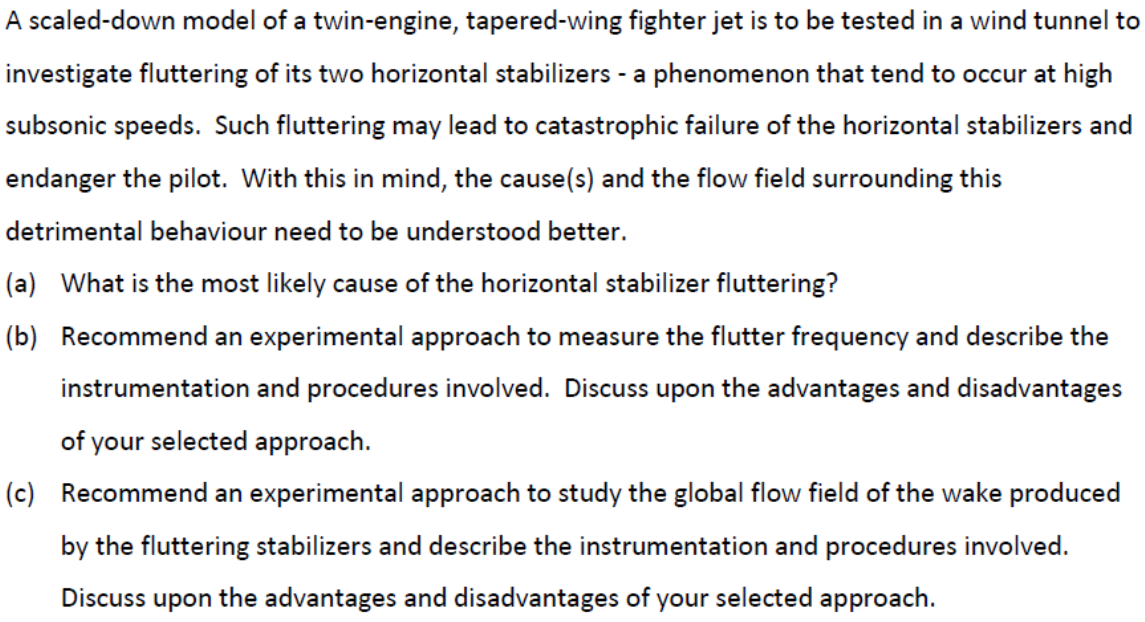 A scaled-down model of a twin-engine, tapered-wing fighter jet is to be tested in a wind tunnel to
investigate fluttering of its two horizontal stabilizers - a phenomenon that tend to occur at high
subsonic speeds.  Such fluttering may lead to catastrophic failure of the horizontal stabilizers and
endanger the pilot.  With this in mind, the cause(s) and the flow field surrounding this
detrimental behaviour need to be understood better.
(a) What is the most likely cause of the horizontal stabilizer fluttering?
(b) Recommend an experimental approach to measure the flutter frequency and describe the
instrumentation and procedures involved.  Discuss upon the advantages and disadvantages
of your selected approach.
(c) Recommend an experimental approach to study the global flow field of the wake produced
by the fluttering stabilizers and describe the instrumentation and procedures involved.
Discuss upon the advantages and disadvantages of your selected approach.